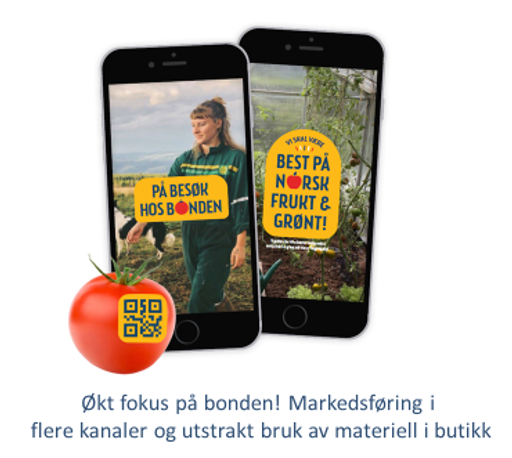 PÅ BESØK
HOS BONDEN
VI SKAL VÆRE
BEST PÅ
NORSK
FRUKT &
GRØNT!
Økt fokus på bonden! Markedsføring i
flere kanaler og utstrakt bruk av materiell i butikk